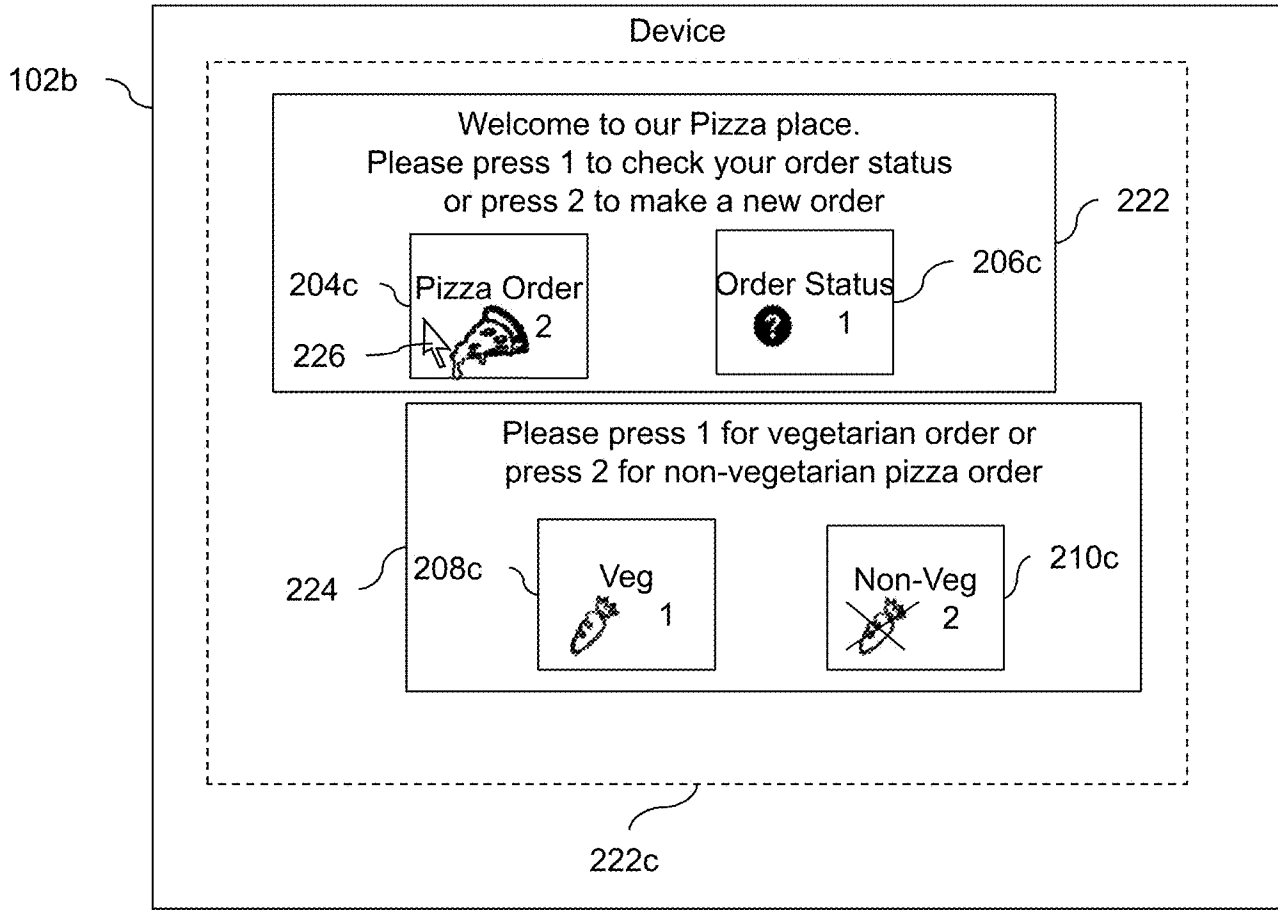 Device
102b
Welcome to our Pizza place.
Please press 1 to check your order status
or press 2 to make a new order
222
204c
Pizza Order
2
226
Order Status
? 1
206c
Please press 1 for vegetarian order or
press 2 for non-vegetarian pizza order
224
208c
Veg
1
Non-Veg
2
210c
222c